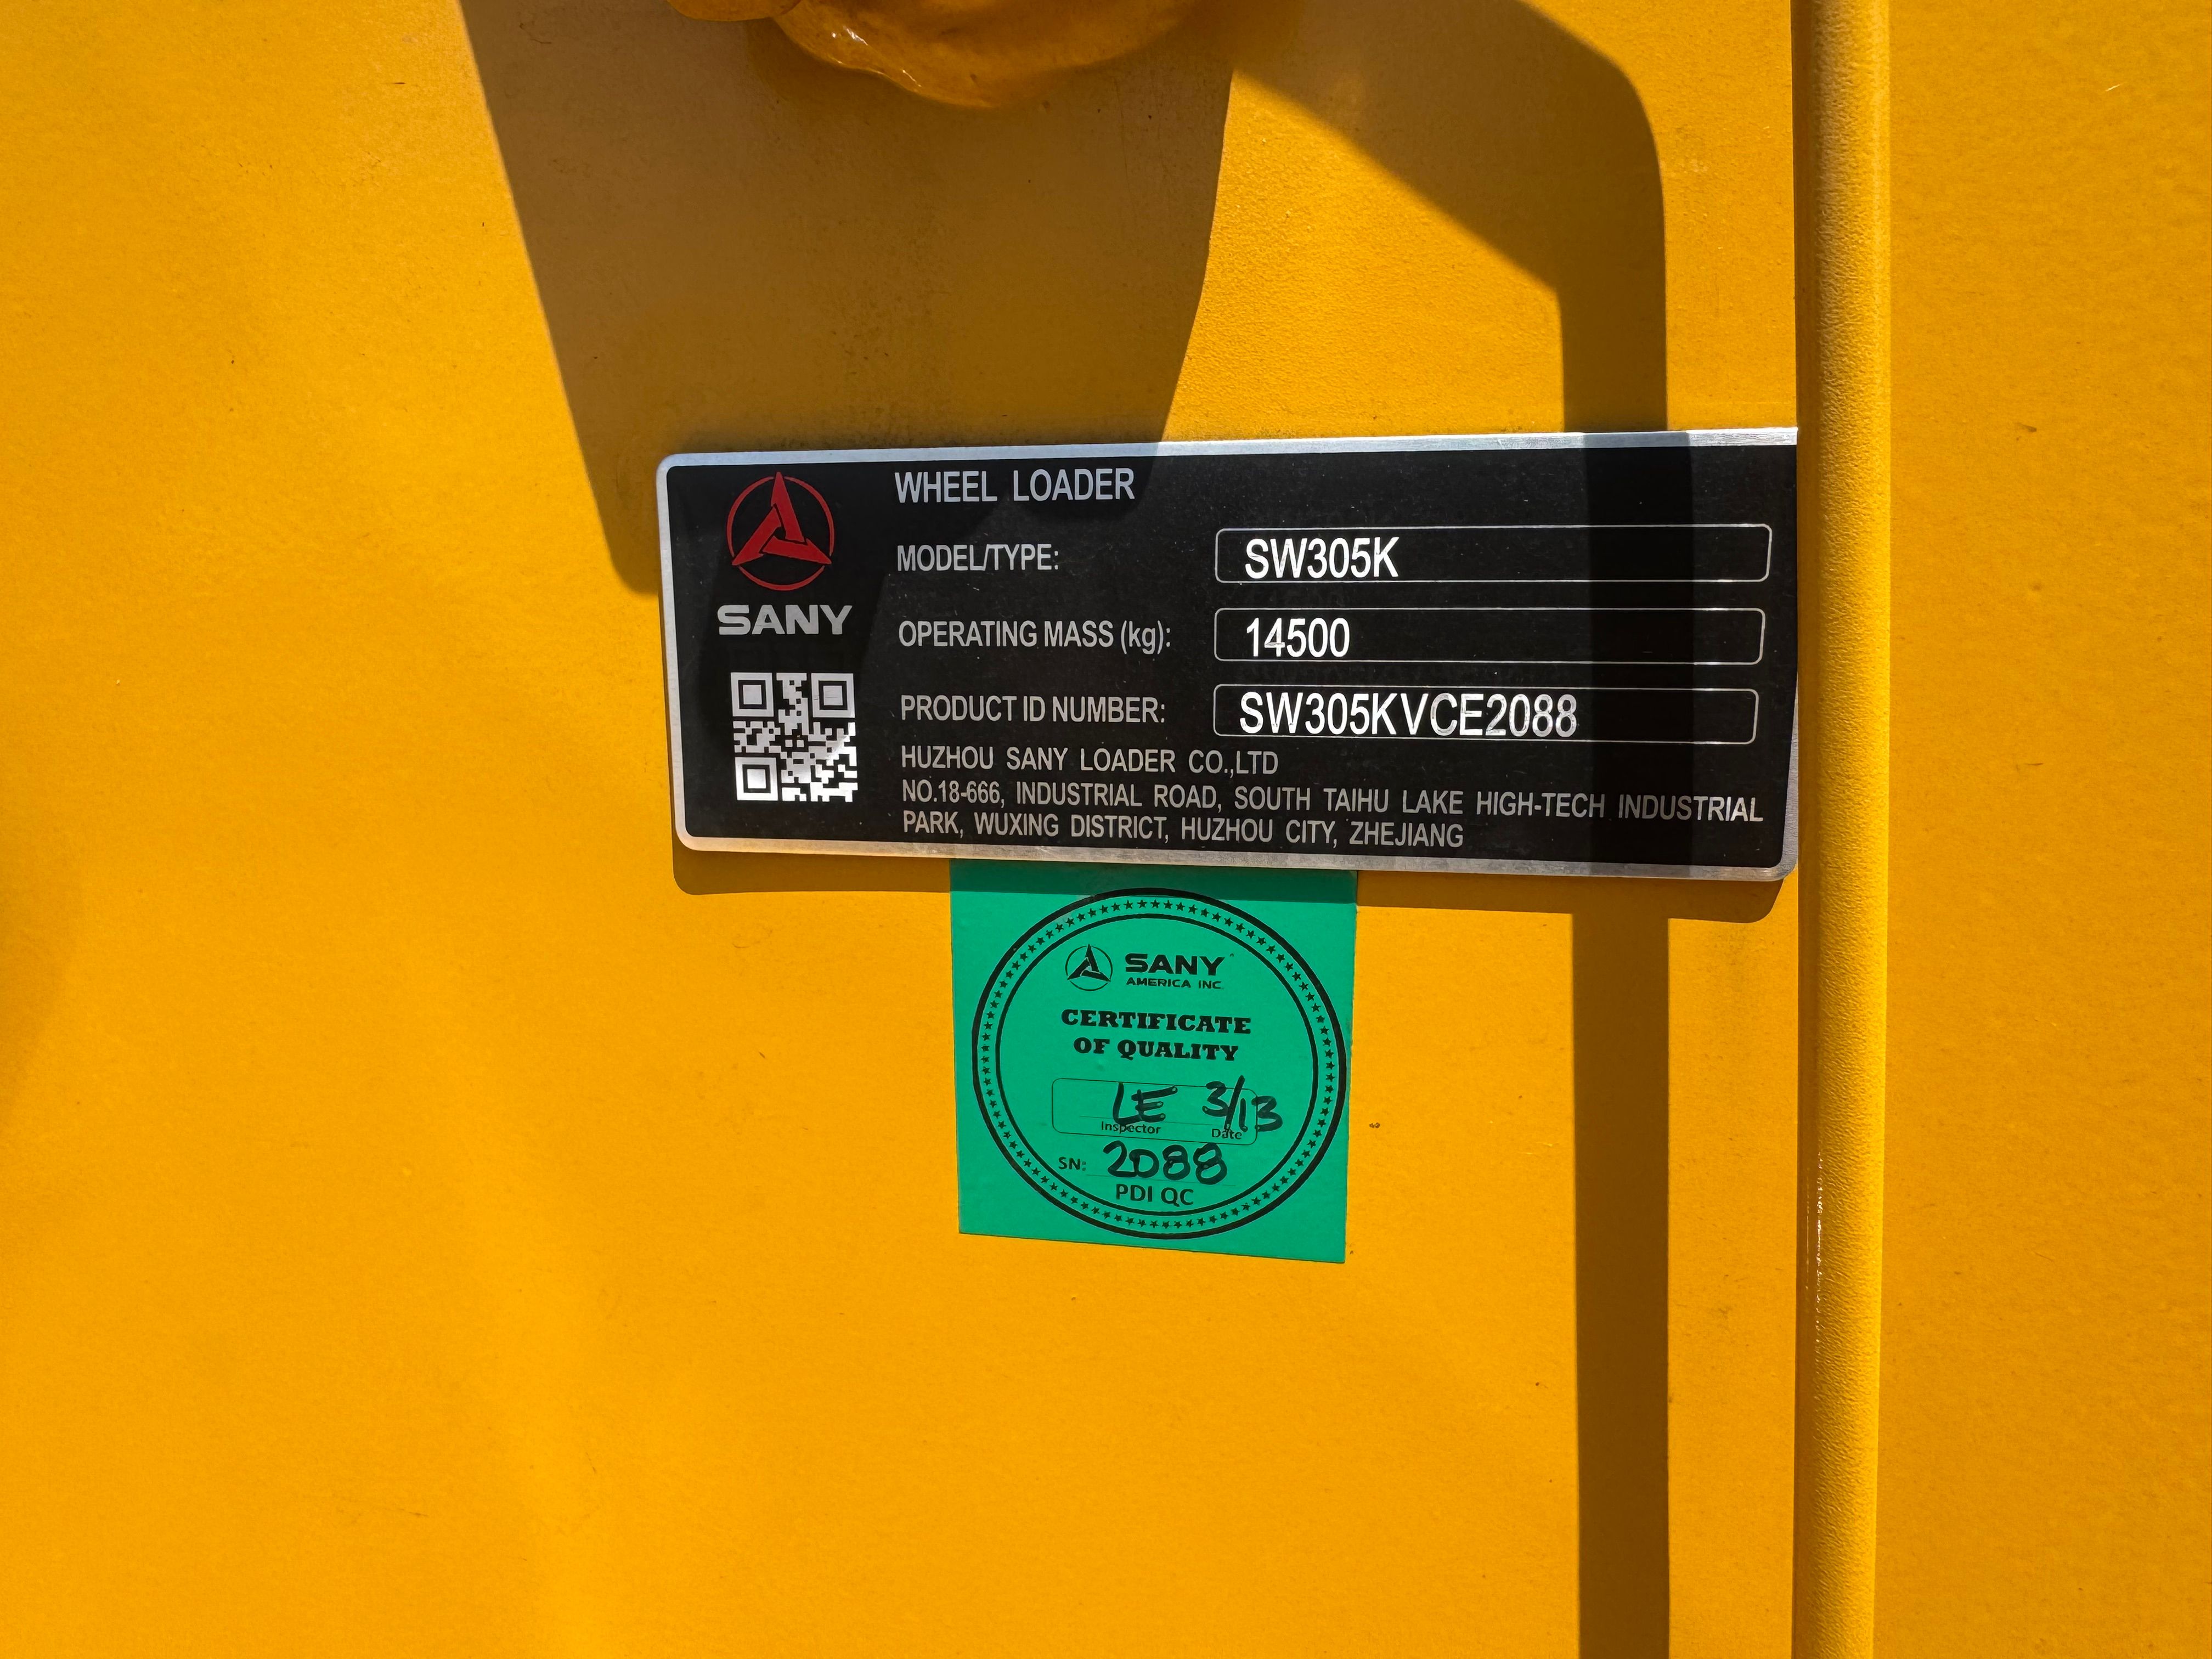 WHEEL LOADER
MODEL/TYPE: SW305K
SANY
OPERATING MASS (kg): 14500
PRODUCT ID NUMBER: SW305KVCE2088
HUZHOU SANY LOADER CO.,LTD
NO.18-666, INDUSTRIAL ROAD, SOUTH TAIHU LAKE HIGH-TECH INDUSTRIAL
PARK, WUXING DISTRICT, HUZHOU CITY, ZHEJIANG
SANY
AMERICA INC.
CERTIFICATE
OF QUALITY
LE 3/13
Inspector Date
SN: 2088
PDI QC